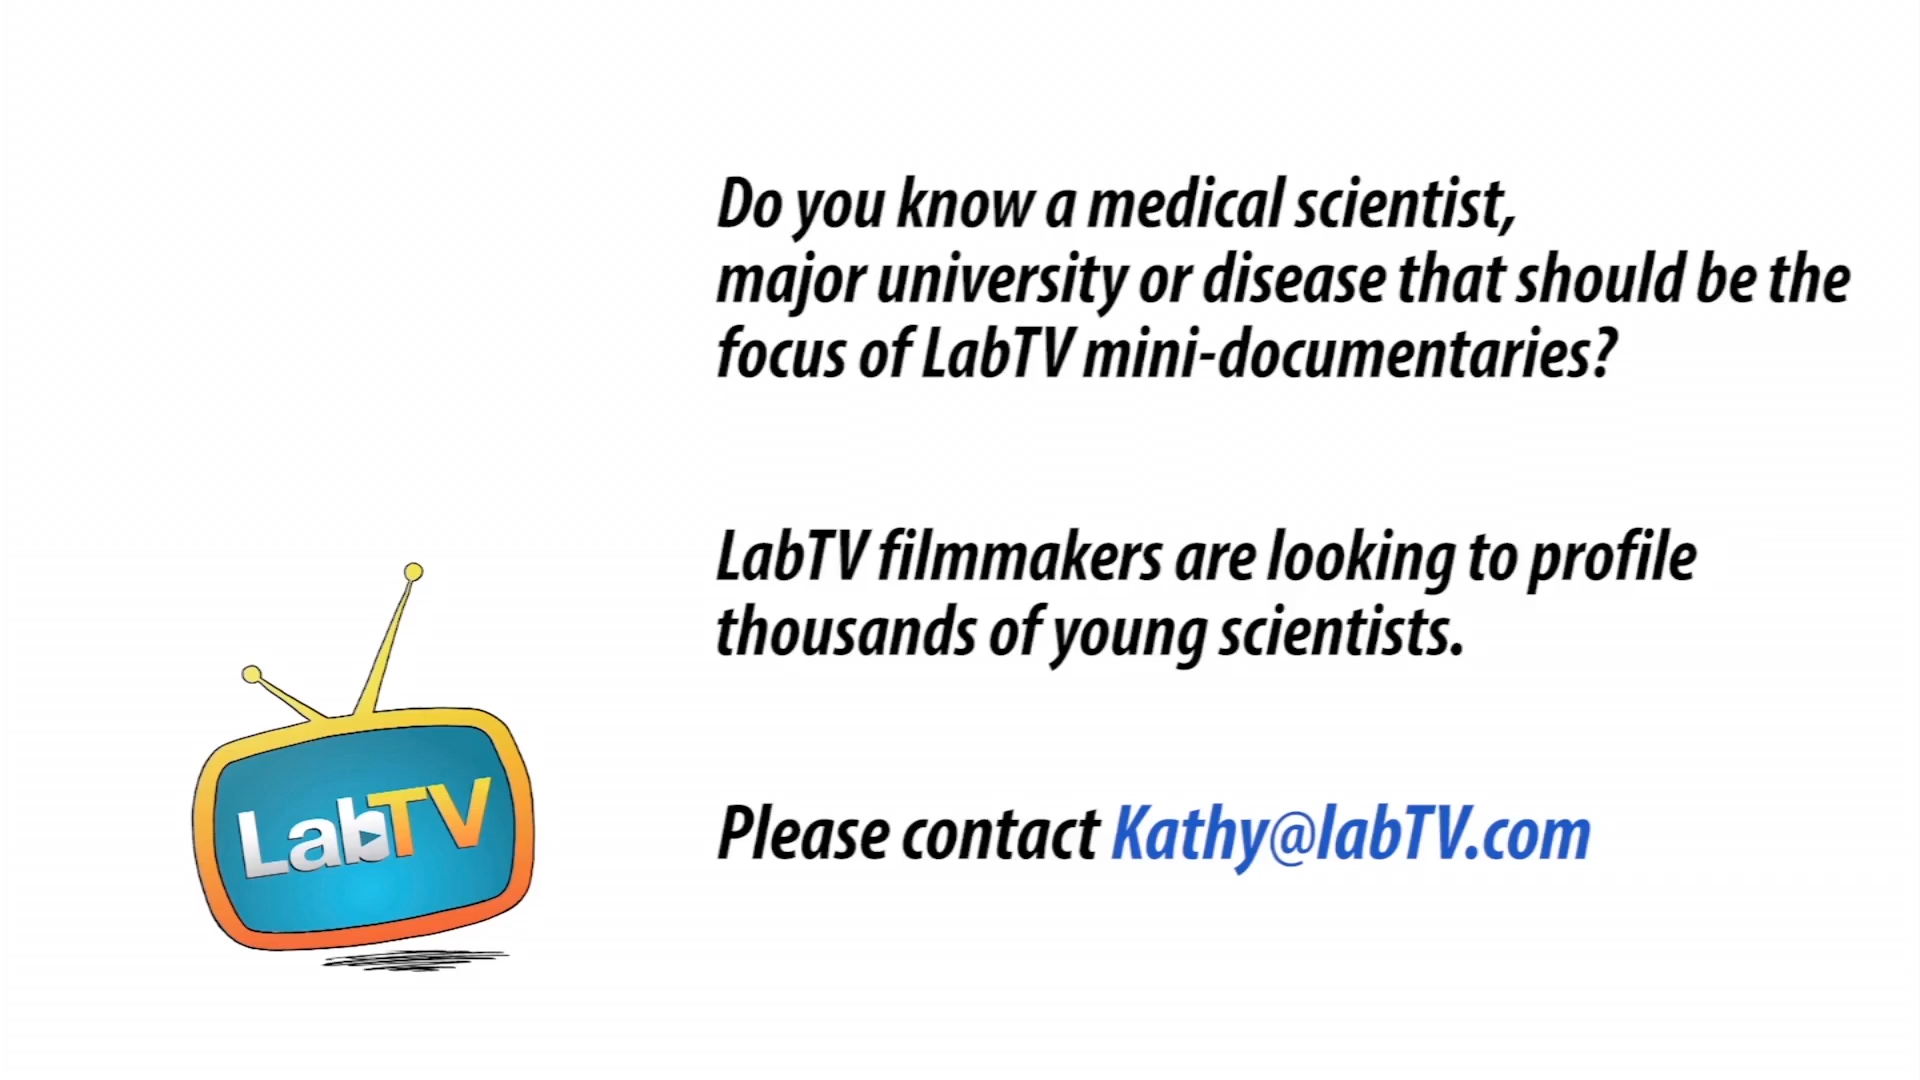 Do you know a medical scientist,
major university or disease that should be the
focus of LabTV mini-documentaries?
LabTV filmmakers are looking to profile
thousands of young scientists.
LabTV
Please contact Kathy@labTV.com